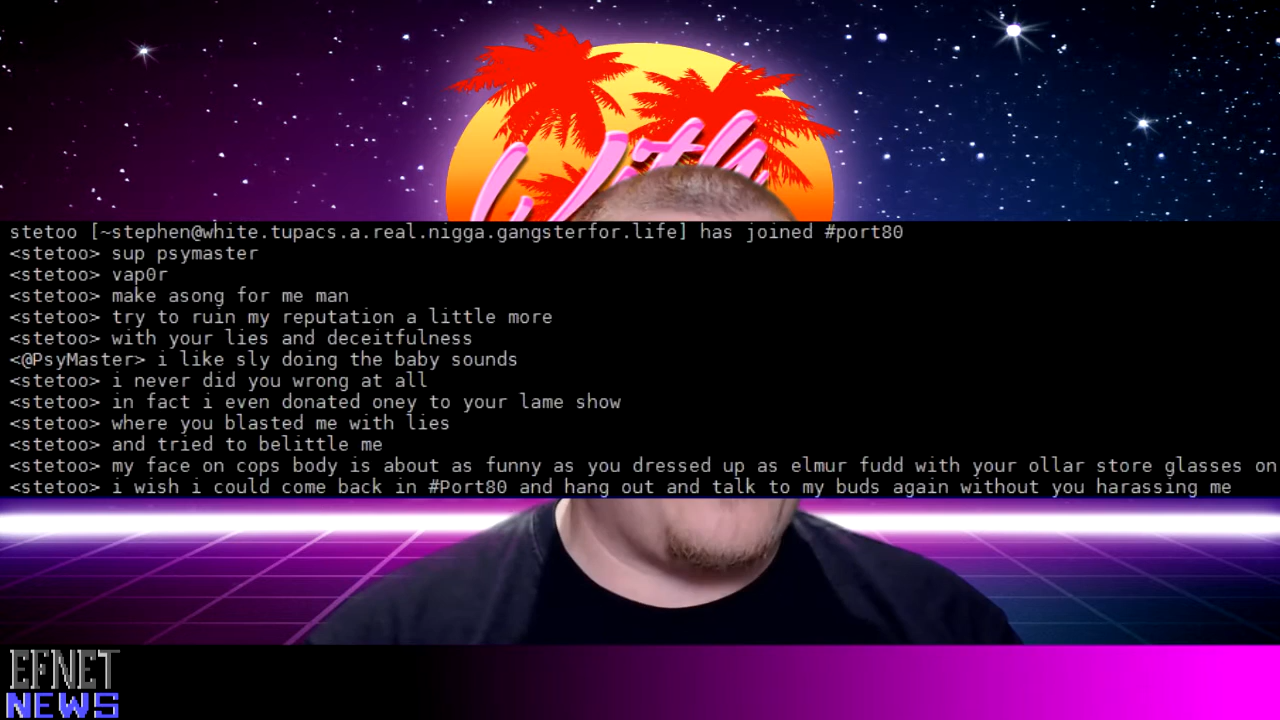 With
stetoo [~stephen@white.tupacs.a.real.nigga.gangsterfor.life] has joined #port80
<stetoo> sup psymaster
<stetoo> vap0r
<stetoo> make asong for me man
<stetoo> try to ruin my reputation a little more
<stetoo> with your lies and deceitfulness
<@PsyMaster> i like sly doing the baby sounds
<stetoo> i never did you wrong at all
<stetoo> in fact i even donated oney to your lame show
<stetoo> where you blasted me with lies
<stetoo> and tried to belittle me
<stetoo> my face on cops body is about as funny as you dressed up as elmur fudd with your ollar store glasses on
<stetoo> i wish i could come back in #Port80 and hang out and talk to my buds again without you harassing me
EFNET
NEWS